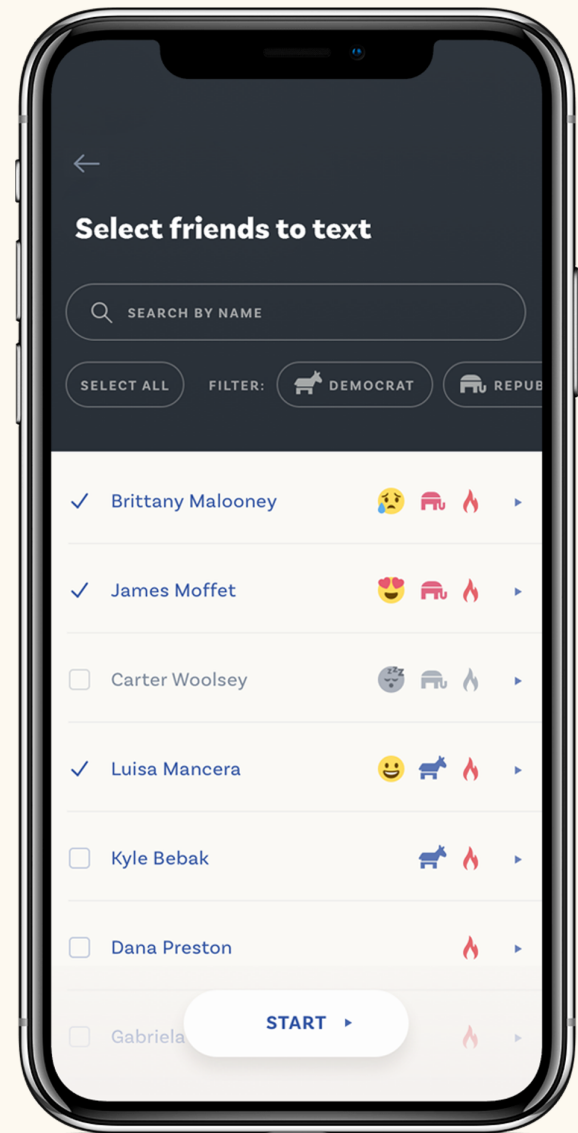 Select friends to text
SEARCH BY NAME
SELECT ALL FILTER: DEMOCRAT REPUB
Brittany Malooney
James Moffet
Carter Woolsey
Luisa Mancera
Kyle Bebak
Dana Preston
Gabriela
START